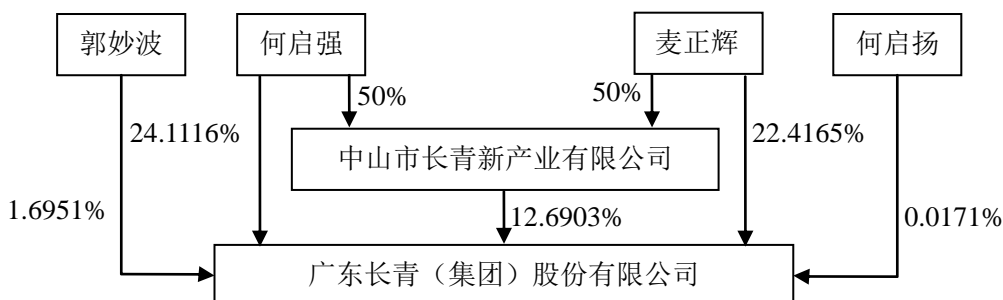 郭妙波
何启强
麦正辉
何启扬
50%
50%
24.1116%
22.4165%
中山市长青新产业有限公司
1.6951%
12.6903%
0.0171%
广东长青（集团）股份有限公司